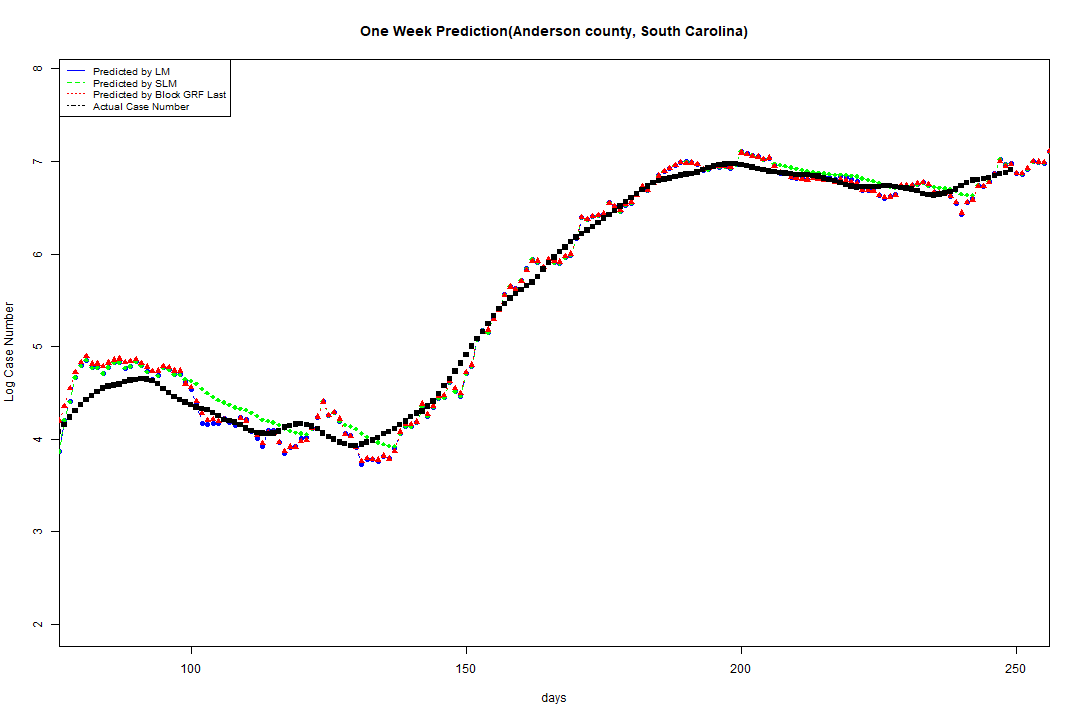 One Week Prediction(Anderson county, South Carolina)
Predicted by LM
Predicted by SLM
Predicted by Block GRF Last
Actual Case Number
8
7
6
5
4
3
2
Log Case Number
100 150 200 250
days